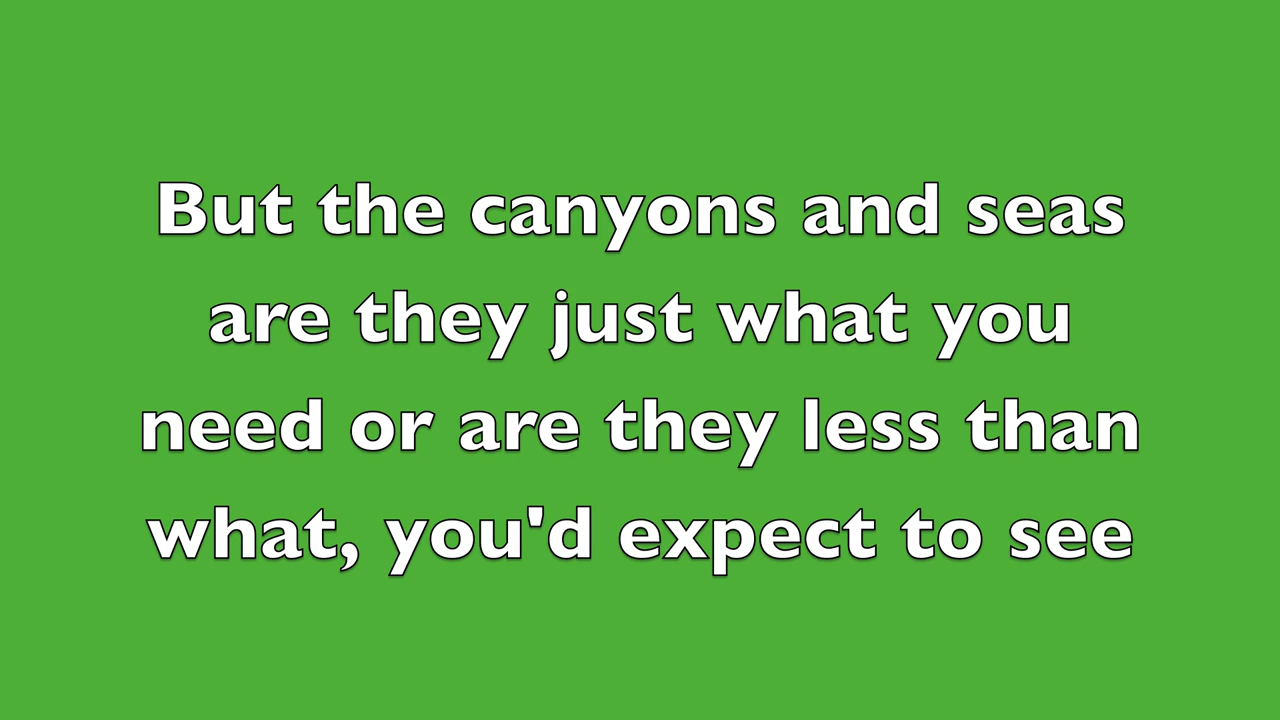 But the canyons and seas
are they just what you
need or are they less than
what, you'd expect to see